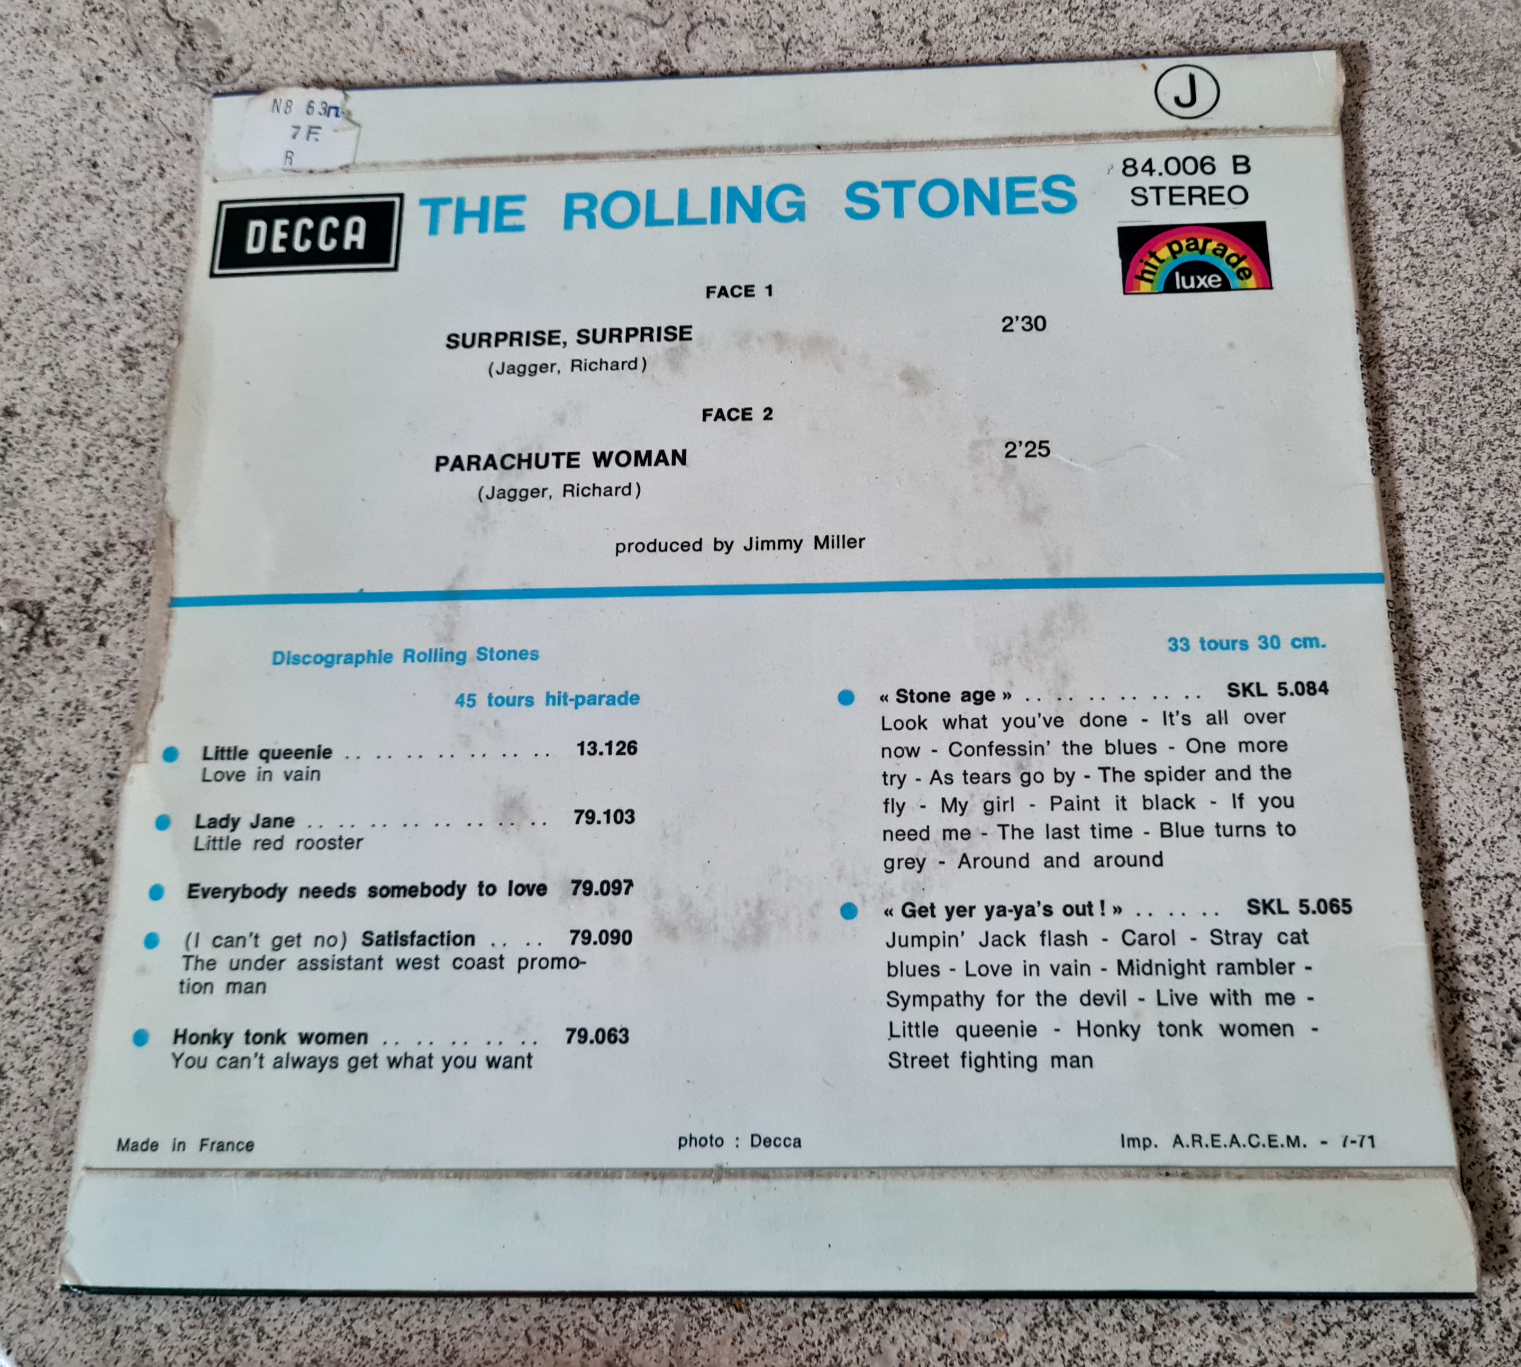 N8 63n
7 F.
R
J
84.006 B
STEREO
DECCA
THE ROLLING STONES
hit parade
luxe
FACE 1
SURPRISE, SURPRISE 2'30
(Jagger, Richard)
FACE 2
PARACHUTE WOMAN 2'25
(Jagger, Richard)
produced by Jimmy Miller
Discographie Rolling Stones
45 tours hit-parade
Little queenie .. .. .. .. .. .. .. 13.126
Love in vain
Lady Jane .. .. .. .. .. .. .. .. 79.103
Little red rooster
Everybody needs somebody to love 79.097
(I can't get no) Satisfaction .. .. 79.090
The under assistant west coast promo-
tion man
Honky tonk women .. .. .. .. .. 79.063
You can't always get what you want
33 tours 30 cm.
« Stone age » .. .. .. .. .. .. SKL 5.084
Look what you've done - It's all over
now - Confessin' the blues - One more
try - As tears go by - The spider and the
fly - My girl - Paint it black - If you
need me - The last time - Blue turns to
grey - Around and around
« Get yer ya-ya's out ! » .. .. .. SKL 5.065
Jumpin' Jack flash - Carol - Stray cat
blues - Love in vain - Midnight rambler -
Sympathy for the devil - Live with me -
Little queenie - Honky tonk women -
Street fighting man
Made in France
photo : Decca
Imp. A.R.E.A.C.E.M. - 7-71